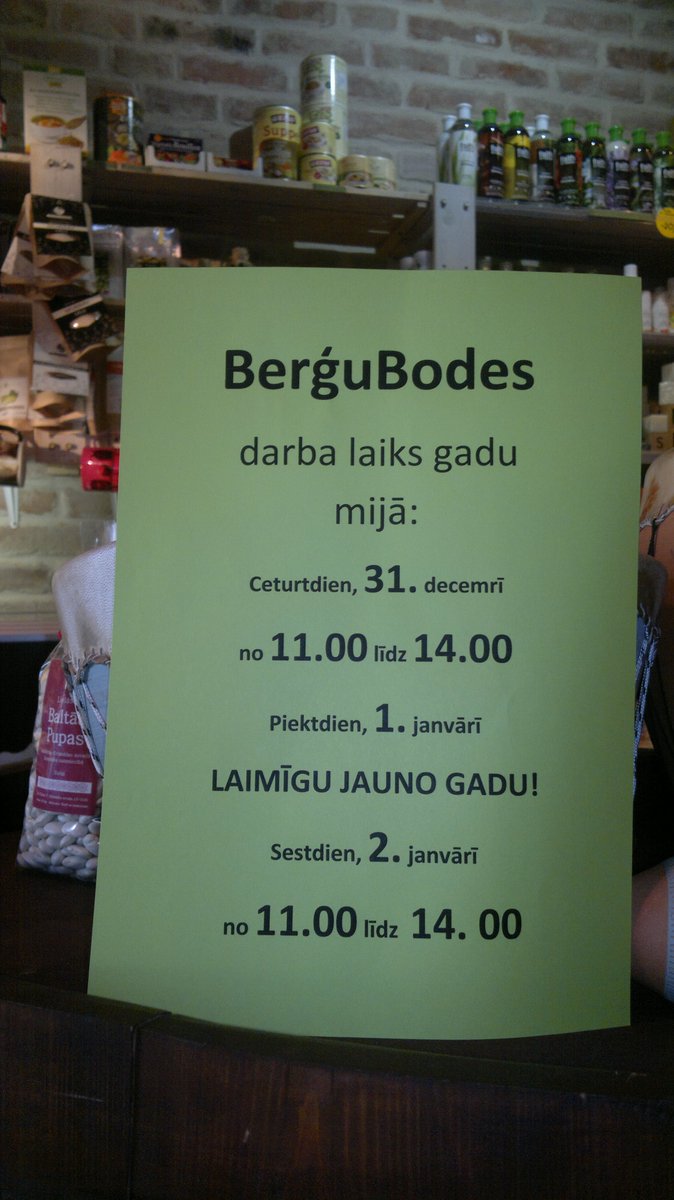 Supp
BerģuBodes
darba laiks gadu
mijā:
Ceturtdien, 31. decemrī
no 11.00 līdz 14.00
Piektdien, 1. janvārī
LAIMĪGU JAUNO GADU!
Sestdien, 2. janvārī
no 11.00 līdz 14. 00
Baltās
Pupas